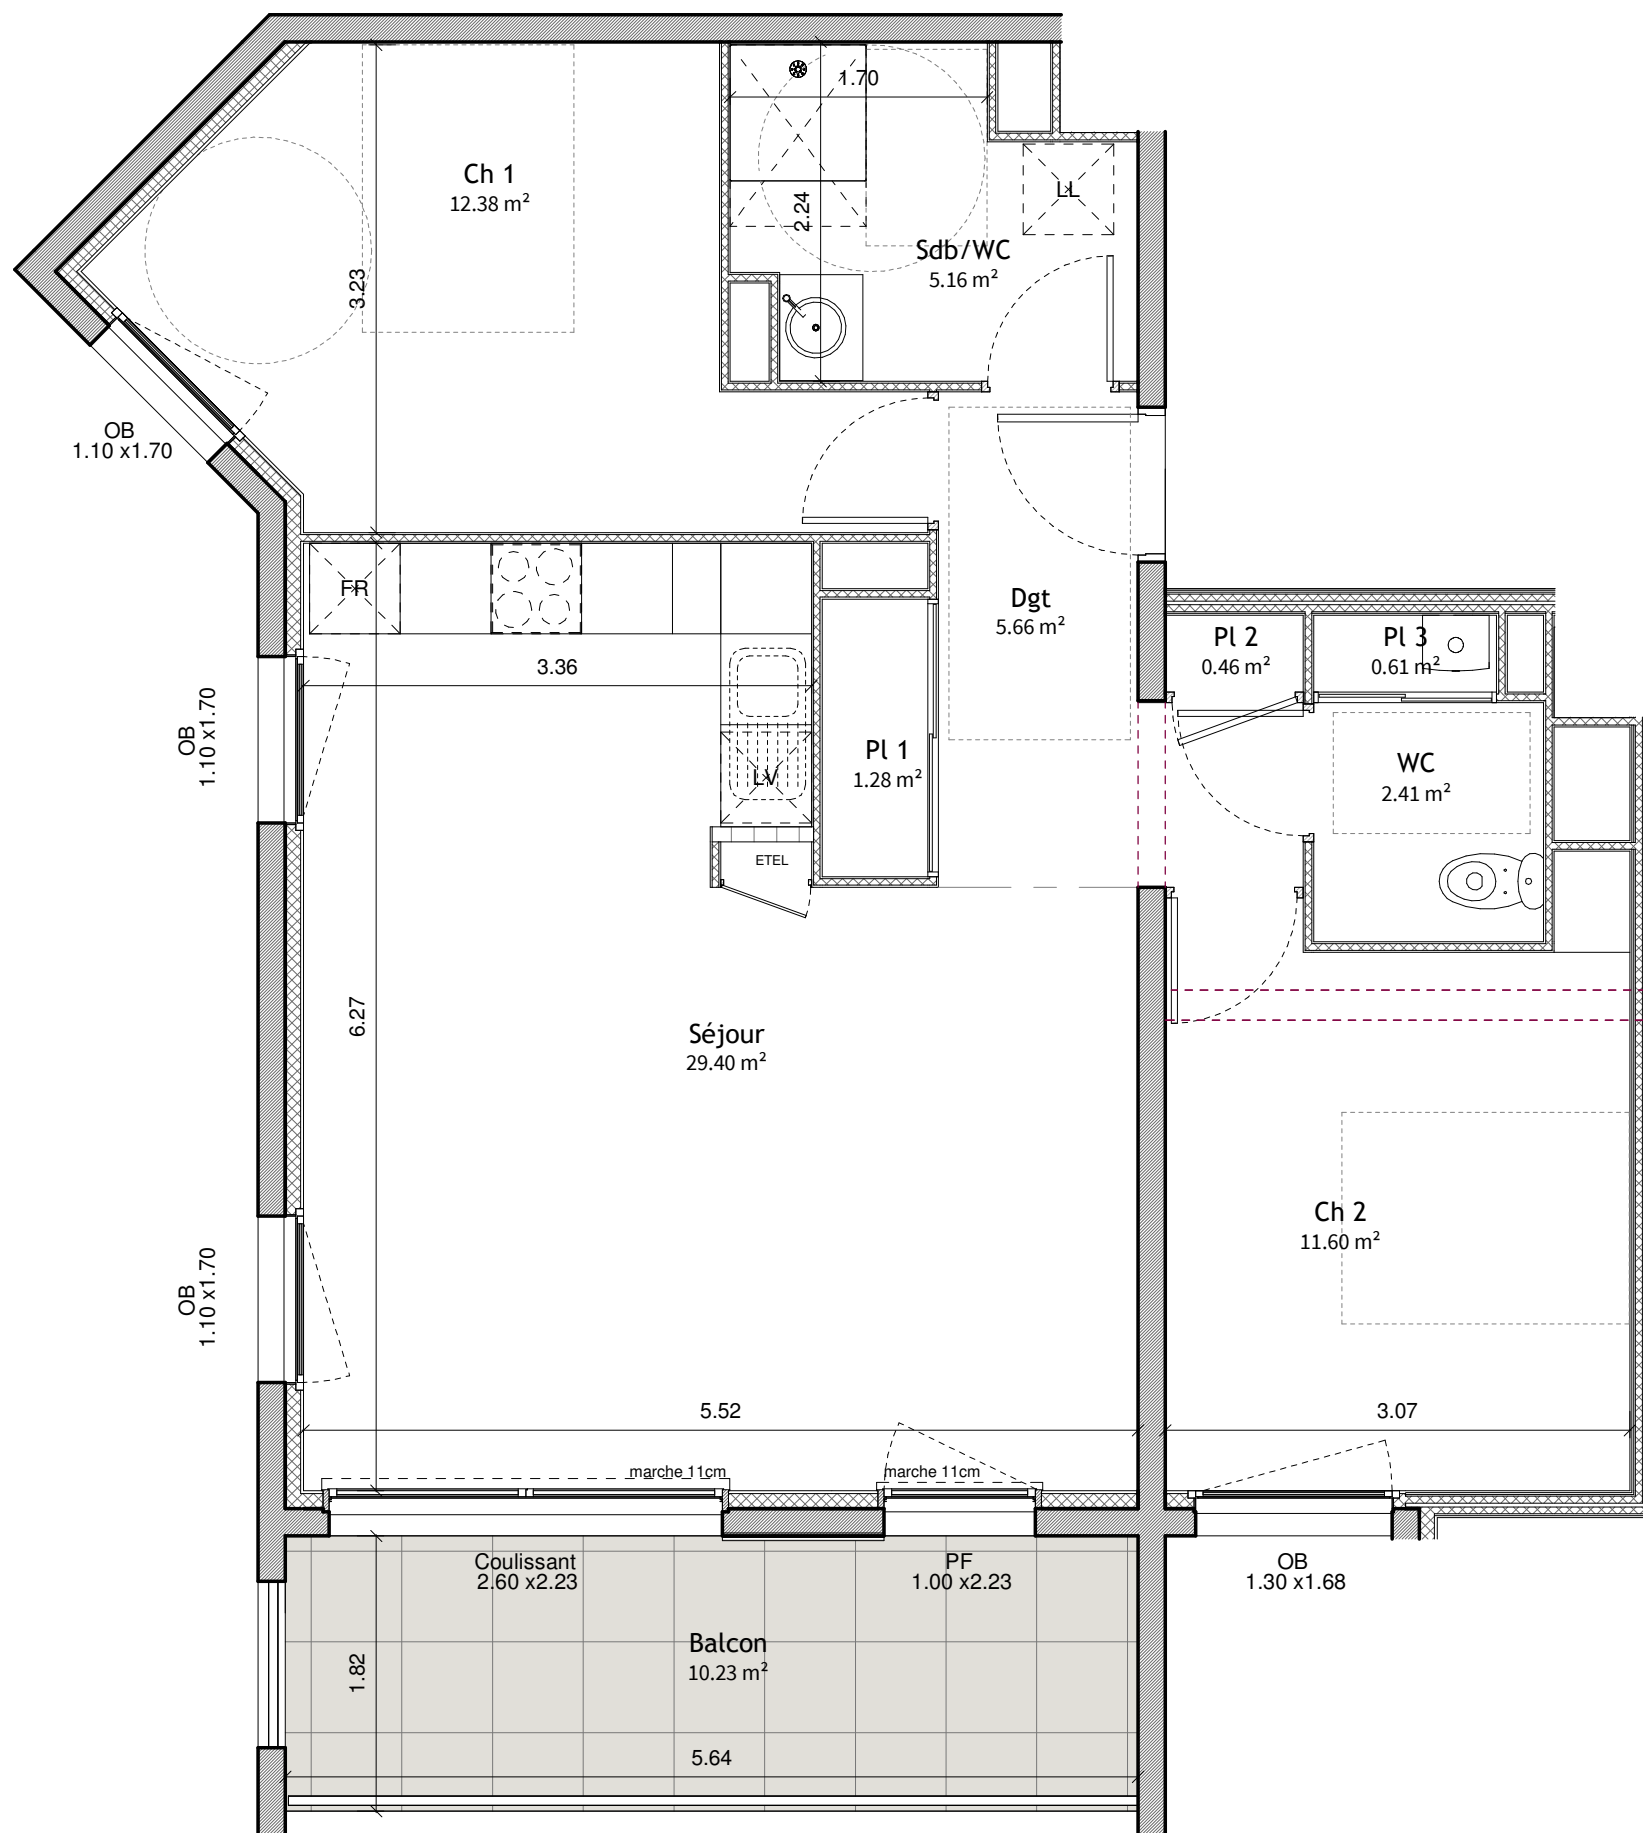 1.70
Ch 1
12.38 m²
LL
2.24
Sdb/WC
5.16 m²
3.23
OB
1.10 x1.70
FR
Dgt
5.66 m²
Pl 2
0.46 m²
Pl 3
0.61 m²
3.36
OB
1.10 x1.70
Pl 1
1.28 m²
LV
WC
2.41 m²
ETEL
6.27
Séjour
29.40 m²
Ch 2
11.60 m²
OB
1.10 x1.70
5.52
3.07
marche 11cm
marche 11cm
Coulissant
2.60 x2.23
PF
1.00 x2.23
OB
1.30 x1.68
Balcon
10.23 m²
1.82
5.64